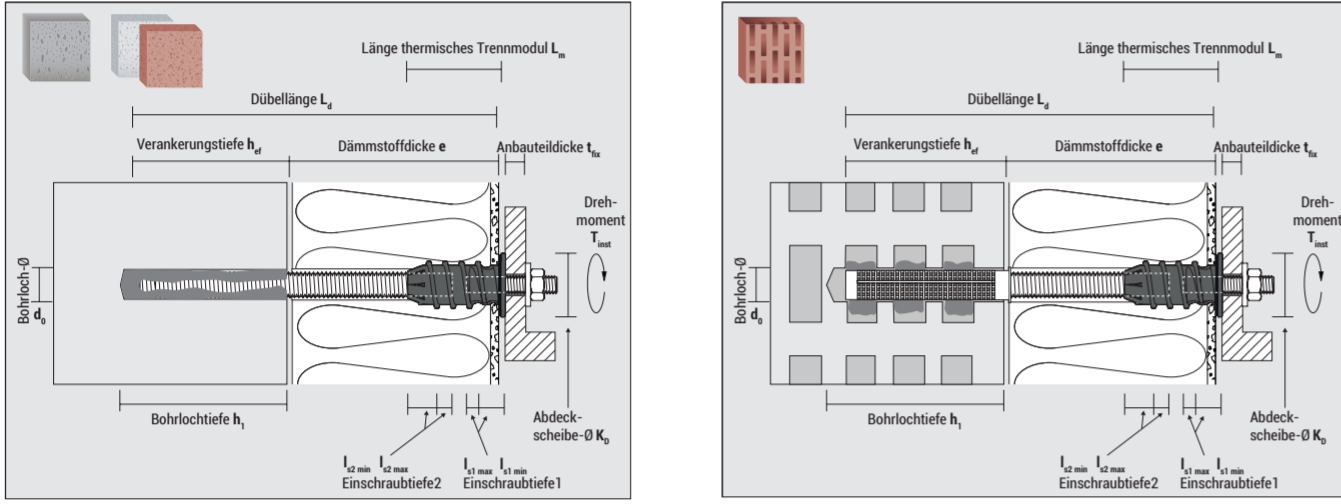 Länge thermisches Trennmodul Lm
Dübellänge Ld
Verankerungstiefe hef
Dämmstoffdicke e
Anbauteildicke tfix
Dreh-
moment
Tinst
Bohrloch-Ø
d0
Bohrlochtiefe h1
Abdeck-
scheibe-Ø KD
ls2 min ls2 max
Einschraubtiefe2
ls1 max ls1 min
Einschraubtiefe1
Länge thermisches Trennmodul Lm
Dübellänge Ld
Verankerungstiefe hef
Dämmstoffdicke e
Anbauteildicke tfix
Dreh-
moment
Tinst
Bohrloch-Ø
d0
Bohrlochtiefe h1
Abdeck-
scheibe-Ø KD
ls2 min ls2 max
Einschraubtiefe2
ls1 max ls1 min
Einschraubtiefe1